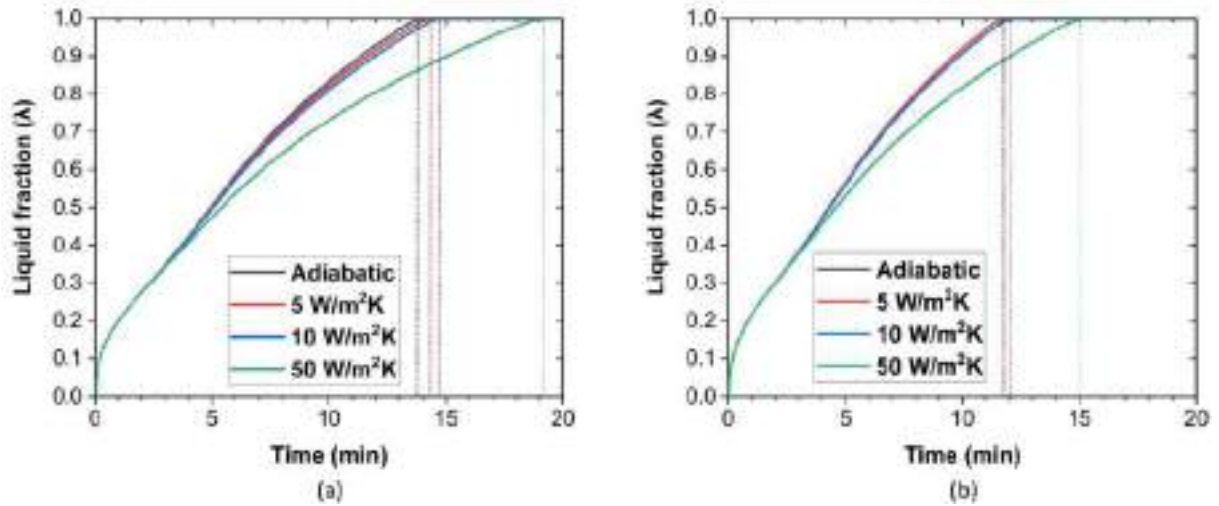 1.0
0.9
0.8
0.7
0.6
0.5
0.4
0.3
0.2
0.1
0.0
Liquid fraction (λ)
Adiabatic
5 W/m²K
10 W/m²K
50 W/m²K
0 5 10 15 20
Time (min)
(a)
1.0
0.9
0.8
0.7
0.6
0.5
0.4
0.3
0.2
0.1
0.0
Liquid fraction (λ)
Adiabatic
5 W/m²K
10 W/m²K
50 W/m²K
0 5 10 15 20
Time (min)
(b)